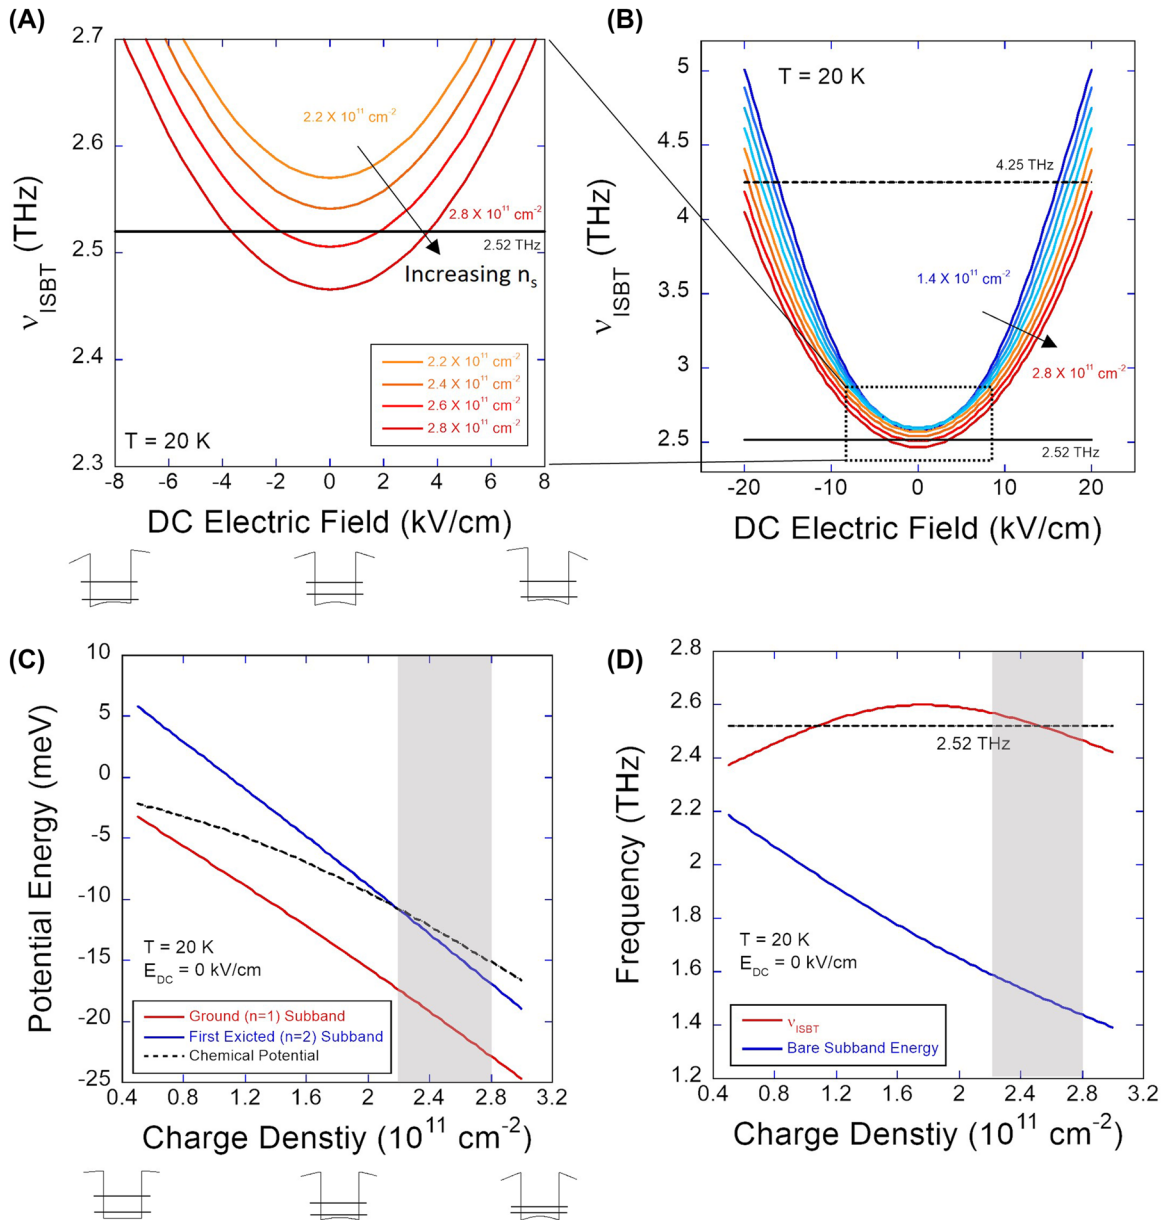 (A)
2.7
2.6
2.5
2.4
2.3
ν_ISBT (THz)
2.2 X 10^11 cm^-2
2.8 X 10^11 cm^-2
2.52 THz
Increasing n_s
2.2 X 10^11 cm^-2
2.4 X 10^11 cm^-2
2.6 X 10^11 cm^-2
2.8 X 10^11 cm^-2
T = 20 K
-8 -6 -4 -2 0 2 4 6 8
DC Electric Field (kV/cm)
(B)
5
4.5
4
3.5
3
2.5
ν_ISBT (THz)
T = 20 K
4.25 THz
1.4 X 10^11 cm^-2
2.8 X 10^11 cm^-2
2.52 THz
-20 -10 0 10 20
DC Electric Field (kV/cm)
(C)
10
5
0
-5
-10
-15
-20
-25
Potential Energy (meV)
T = 20 K
E_DC = 0 kV/cm
Ground (n=1) Subband
First Exicted (n=2) Subband
Chemical Potential
0.4 0.8 1.2 1.6 2 2.4 2.8 3.2
Charge Denstiy (10^11 cm^-2)
(D)
2.8
2.6
2.4
2.2
2
1.8
1.6
1.4
1.2
Frequency (THz)
2.52 THz
T = 20 K
E_DC = 0 kV/cm
ν_ISBT
Bare Subband Energy
0.4 0.8 1.2 1.6 2 2.4 2.8 3.2
Charge Denstiy (10^11 cm^-2)